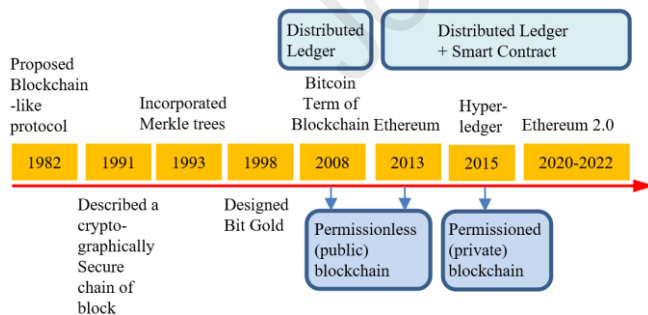 Distributed
Ledger
Distributed Ledger
+ Smart Contract
Proposed
Blockchain
-like
protocol
Incorporated
Merkle trees
Bitcoin
Term of
Blockchain
Ethereum
Hyper-
ledger
Ethereum 2.0
1982
1991
1993
1998
2008
2013
2015
2020-2022
Described a
crypto-
graphically
Secure
chain of
block
Designed
Bit Gold
Permissionless
(public)
blockchain
Permissioned
(private)
blockchain